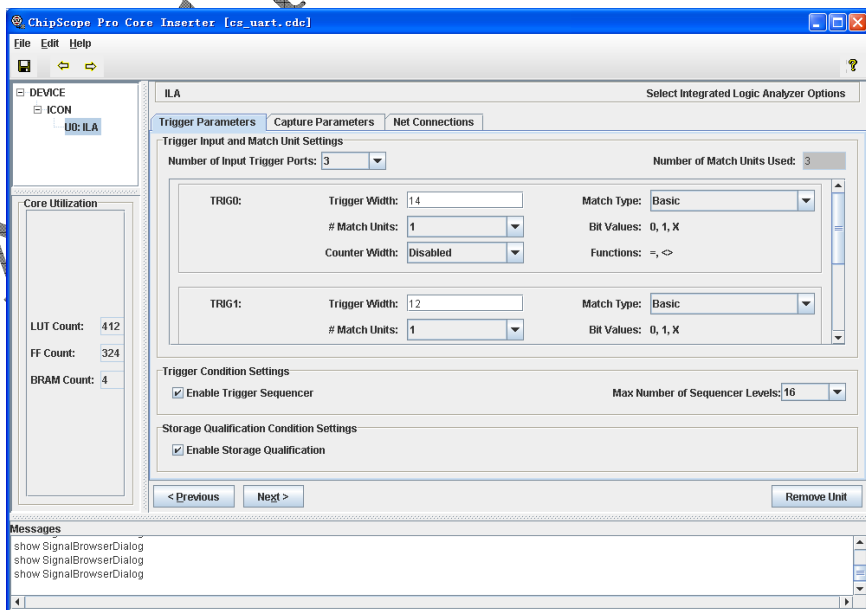 ChipScope Pro Core Inserter [cs_uart.cdc]
File Edit Help
DEVICE
ICON
U0: ILA
ILA Select Integrated Logic Analyzer Options
Trigger Parameters Capture Parameters Net Connections
Trigger Input and Match Unit Settings
Number of Input Trigger Ports: 3 Number of Match Units Used: 3
TRIG0: Trigger Width: 14 Match Type: Basic
# Match Units: 1 Bit Values: 0, 1, X
Counter Width: Disabled Functions: =, <>
TRIG1: Trigger Width: 12 Match Type: Basic
# Match Units: 1 Bit Values: 0, 1, X
Core Utilization
LUT Count: 412
FF Count: 324
BRAM Count: 4
Trigger Condition Settings
Enable Trigger Sequencer Max Number of Sequencer Levels: 16
Storage Qualification Condition Settings
Enable Storage Qualification
< Previous Next > Remove Unit
Messages
show SignalBrowserDialog
show SignalBrowserDialog
show SignalBrowserDialog